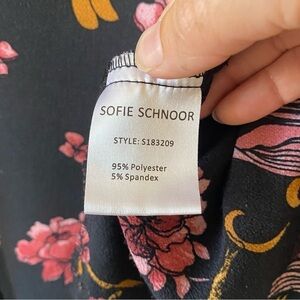 SOFIE SCHNOOR
STYLE: S183209
95% Polyester
5% Spandex